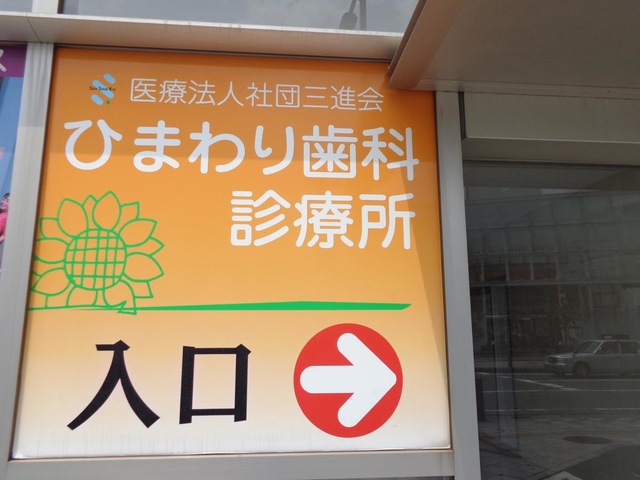 医療法人社団三進会
ひまわり歯科
診療所
入口